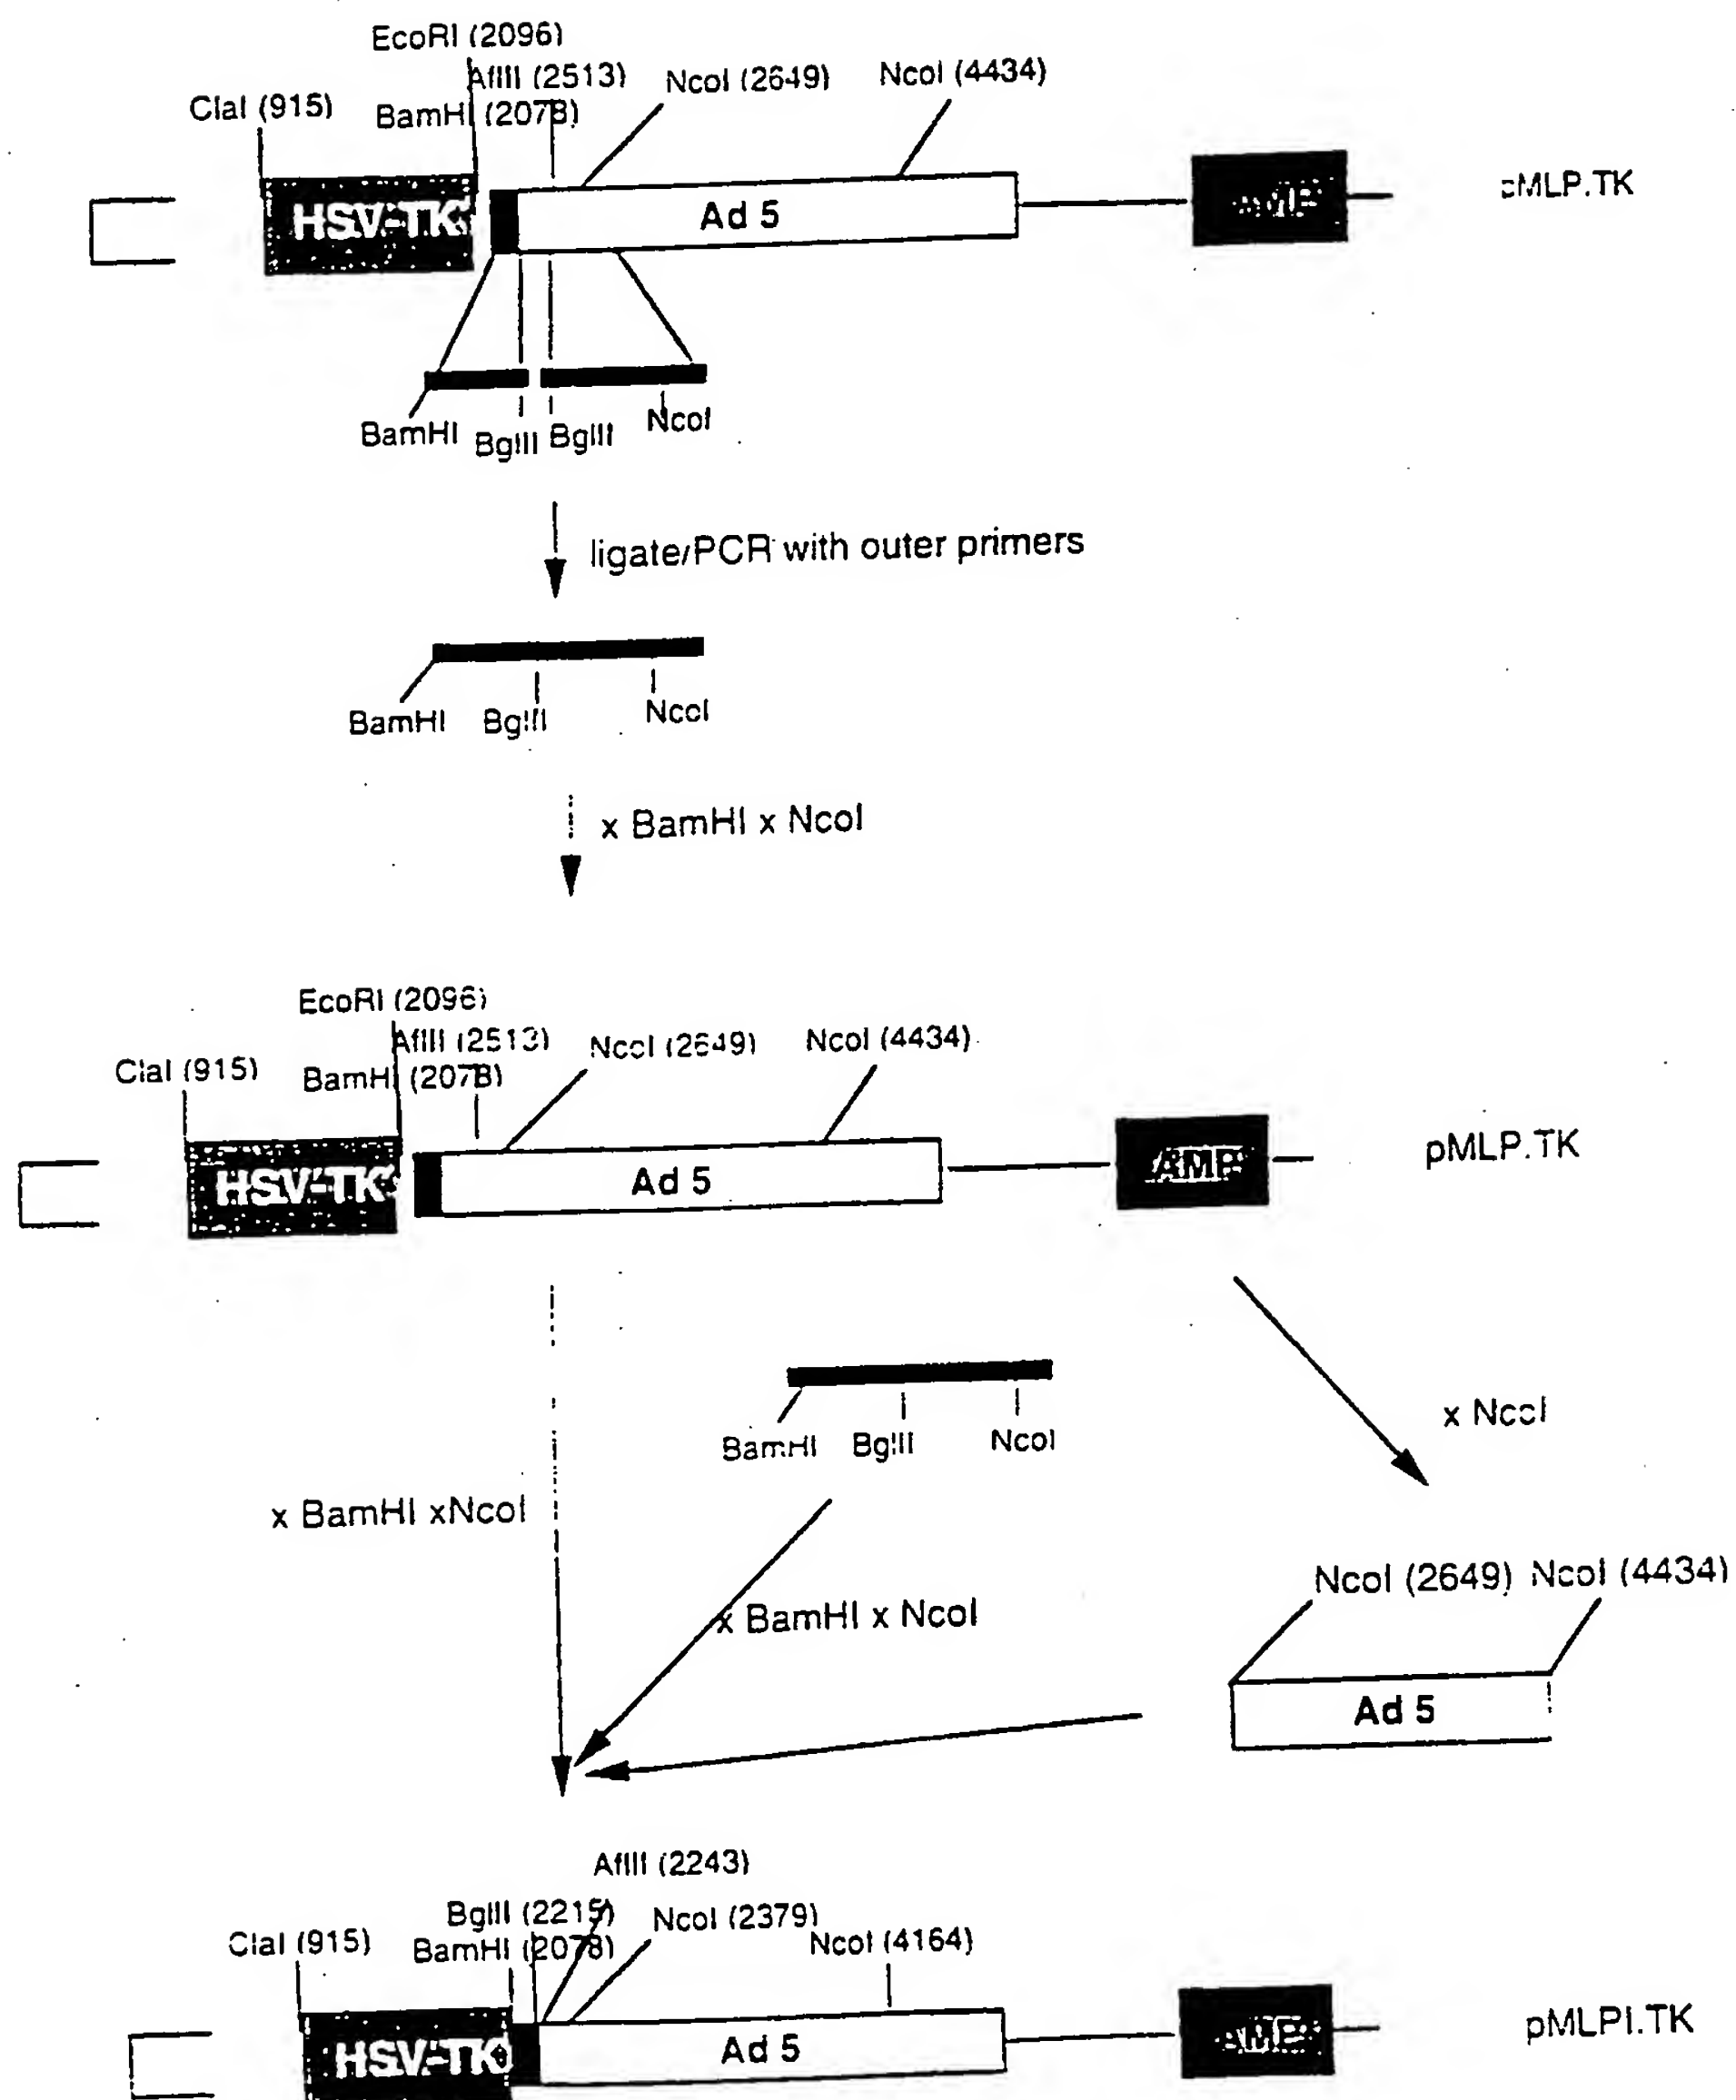 EcoRI (2096)
AflII (2513)
NcoI (2649)
NcoI (4434)
ClaI (915)
BamHI (2078)
HSV-TK
Ad 5
pMLP.TK
BamHI
BglII
BglII
NcoI
ligate/PCR with outer primers
BamHI
BglII
NcoI
x BamHI x NcoI
EcoRI (2096)
AflII (2513)
NcoI (2649)
NcoI (4434)
ClaI (915)
BamHI (2078)
HSV-TK
Ad 5
AMP
pMLP.TK
BamHI
BglII
NcoI
x NcoI
x BamHI xNcoI
NcoI (2649)
NcoI (4434)
x BamHI x NcoI
Ad 5
AflII (2243)
BglII (2215)
NcoI (2379)
ClaI (915)
BamHI (2078)
NcoI (4164)
HSV-TK
Ad 5
pMLPI.TK